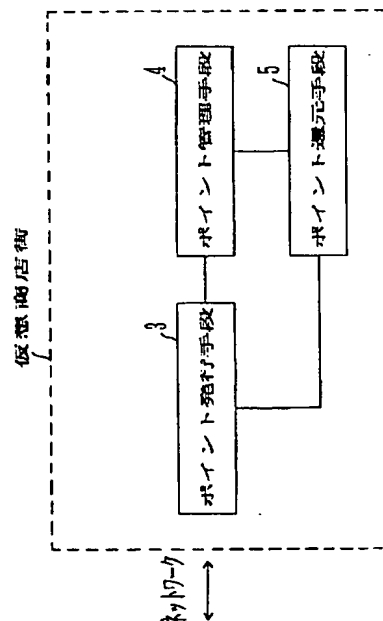 仮想商店街
ネットワーク
3
ポイント発行手段
4
ポイント管理手段
5
ポイント還元手段